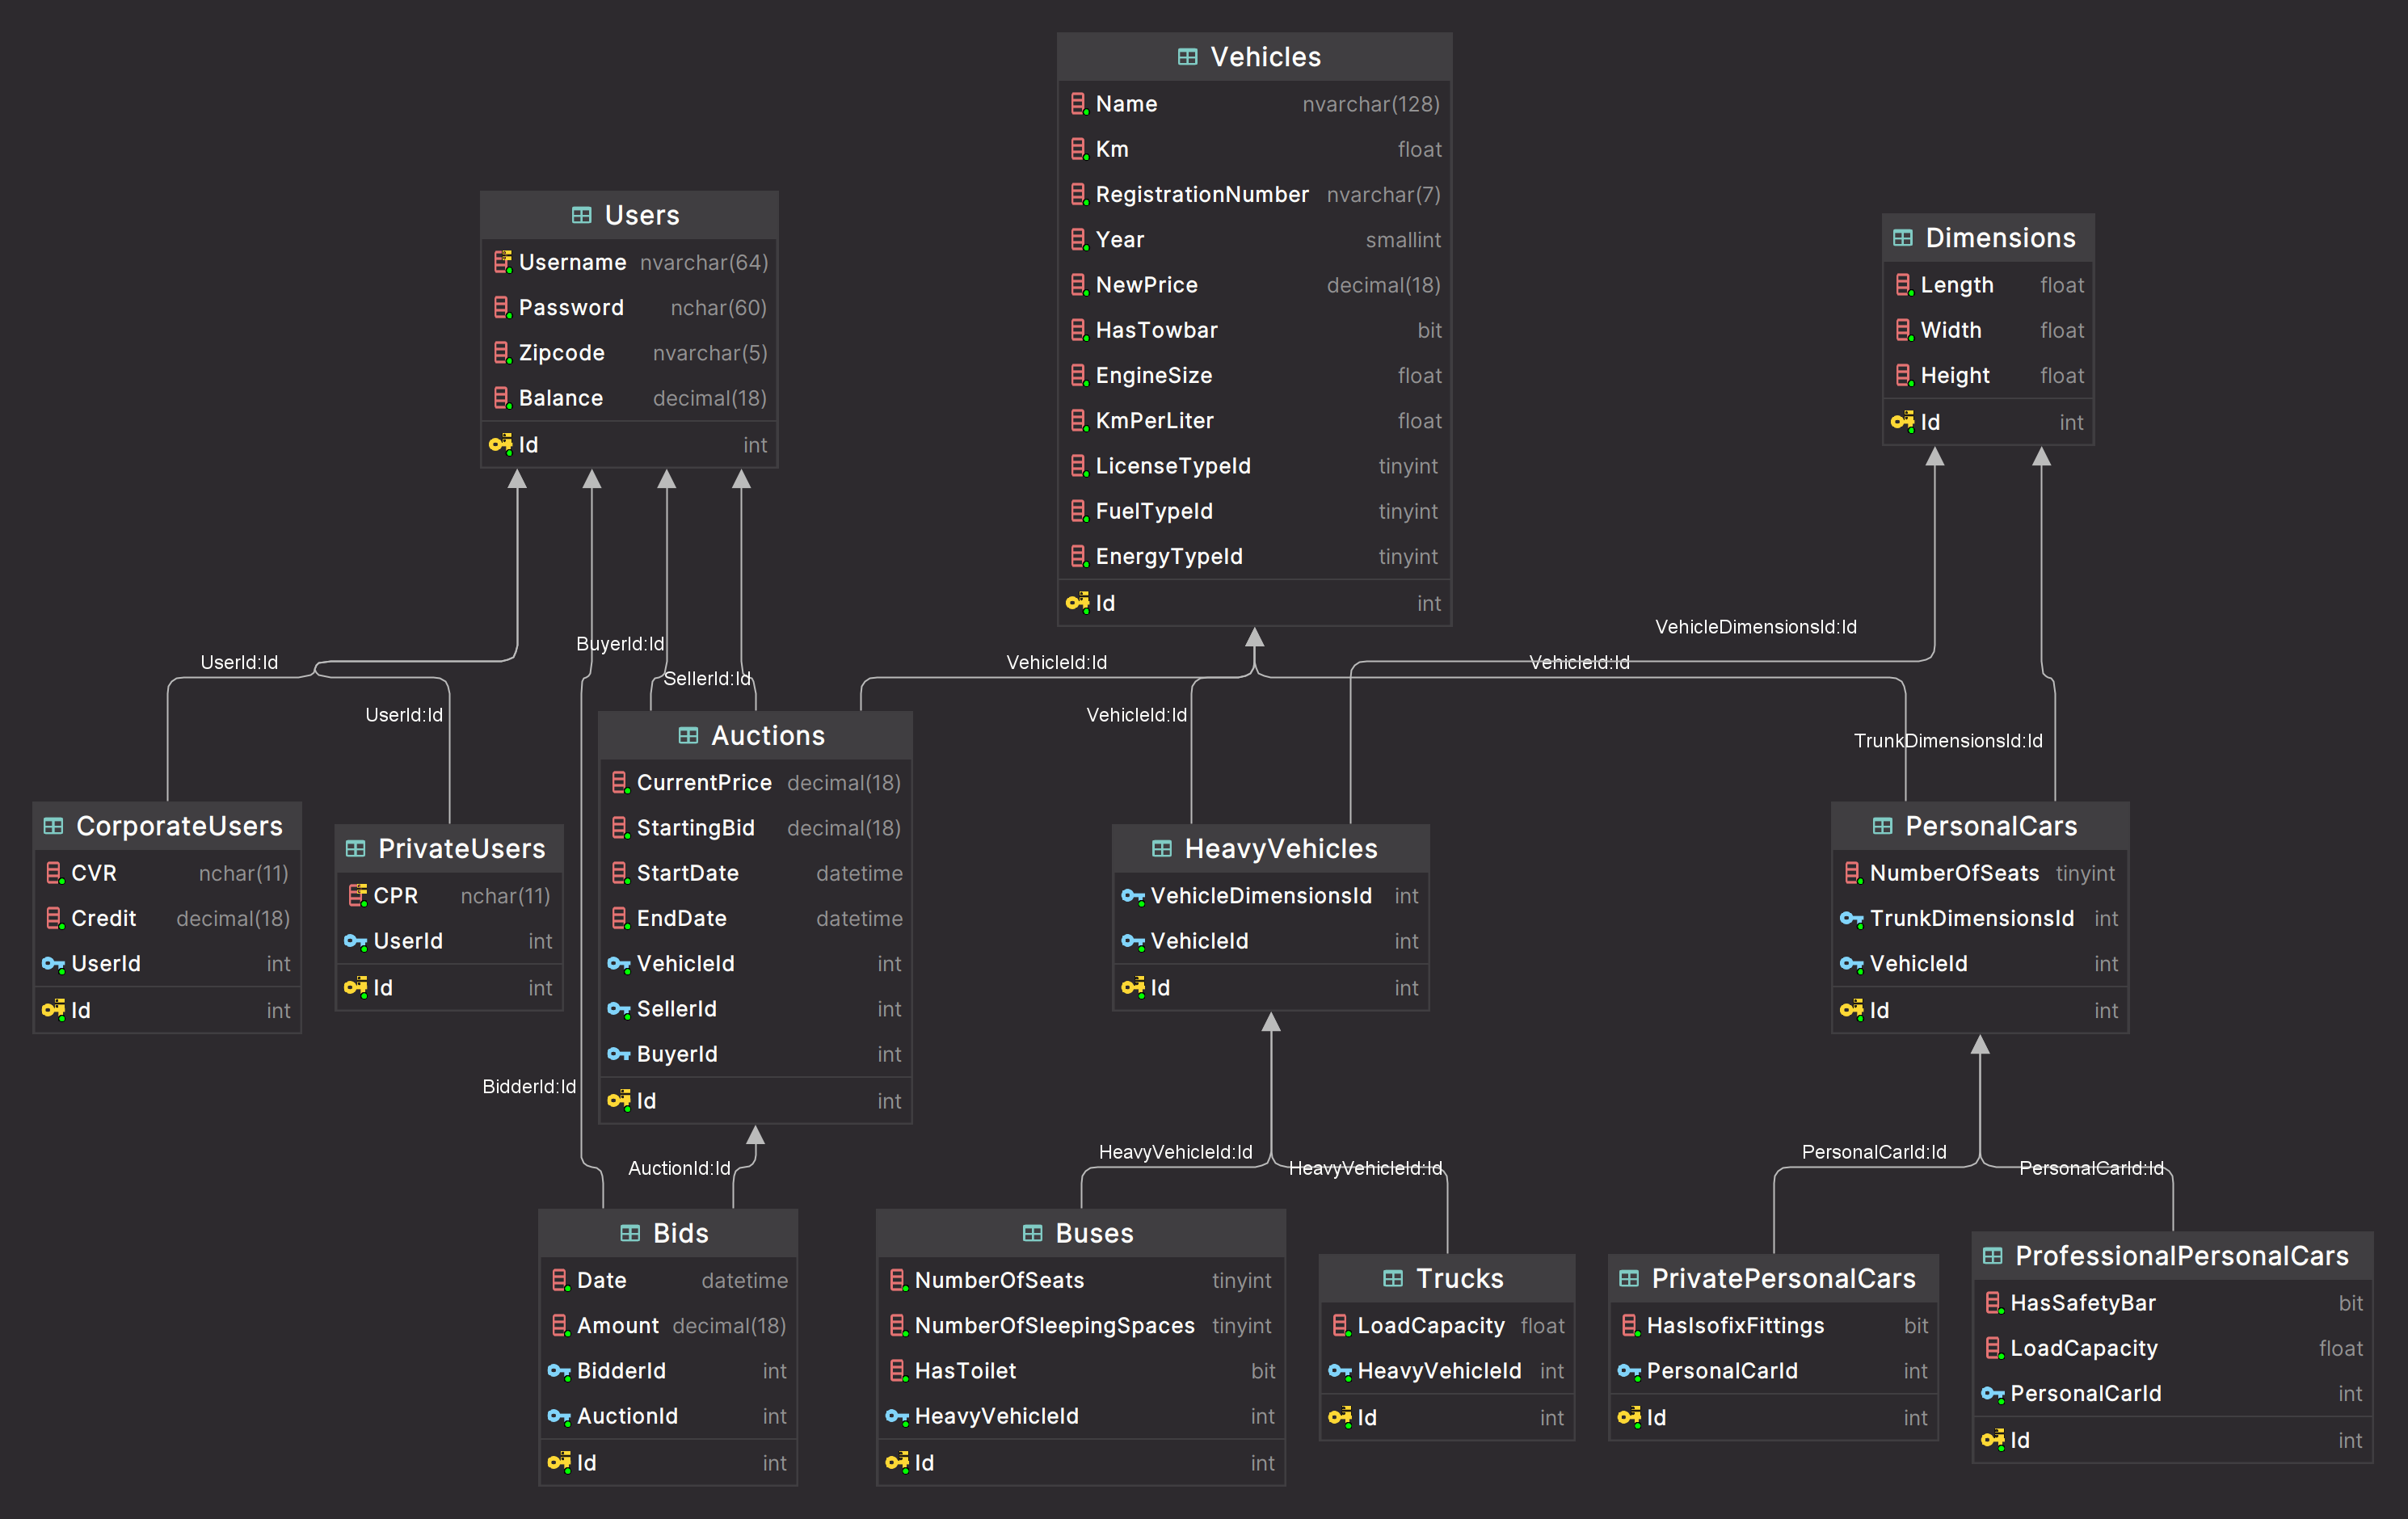 Vehicles
Name nvarchar(128)
Km float
RegistrationNumber nvarchar(7)
Year smallint
NewPrice decimal(18)
HasTowbar bit
EngineSize float
KmPerLiter float
LicenseTypeId tinyint
FuelTypeId tinyint
EnergyTypeId tinyint
Id int
Users
Username nvarchar(64)
Password nchar(60)
Zipcode nvarchar(5)
Balance decimal(18)
Id int
Dimensions
Length float
Width float
Height float
Id int
UserId:Id
UserId:Id
BuyerId:Id
SellerId:Id
VehicleId:Id
VehicleId:Id
VehicleId:Id
VehicleDimensionsId:Id
TrunkDimensionsId:Id
CorporateUsers
CVR nchar(11)
Credit decimal(18)
UserId int
Id int
PrivateUsers
CPR nchar(11)
UserId int
Id int
Auctions
CurrentPrice decimal(18)
StartingBid decimal(18)
StartDate datetime
EndDate datetime
VehicleId int
SellerId int
BuyerId int
Id int
HeavyVehicles
VehicleDimensionsId int
VehicleId int
Id int
PersonalCars
NumberOfSeats tinyint
TrunkDimensionsId int
VehicleId int
Id int
BidderId:Id
AuctionId:Id
HeavyVehicleId:Id
HeavyVehicleId:Id
PersonalCarId:Id
PersonalCarId:Id
Bids
Date datetime
Amount decimal(18)
BidderId int
AuctionId int
Id int
Buses
NumberOfSeats tinyint
NumberOfSleepingSpaces tinyint
HasToilet bit
HeavyVehicleId int
Id int
Trucks
LoadCapacity float
HeavyVehicleId int
Id int
PrivatePersonalCars
HasIsofixFittings bit
PersonalCarId int
Id int
ProfessionalPersonalCars
HasSafetyBar bit
LoadCapacity float
PersonalCarId int
Id int